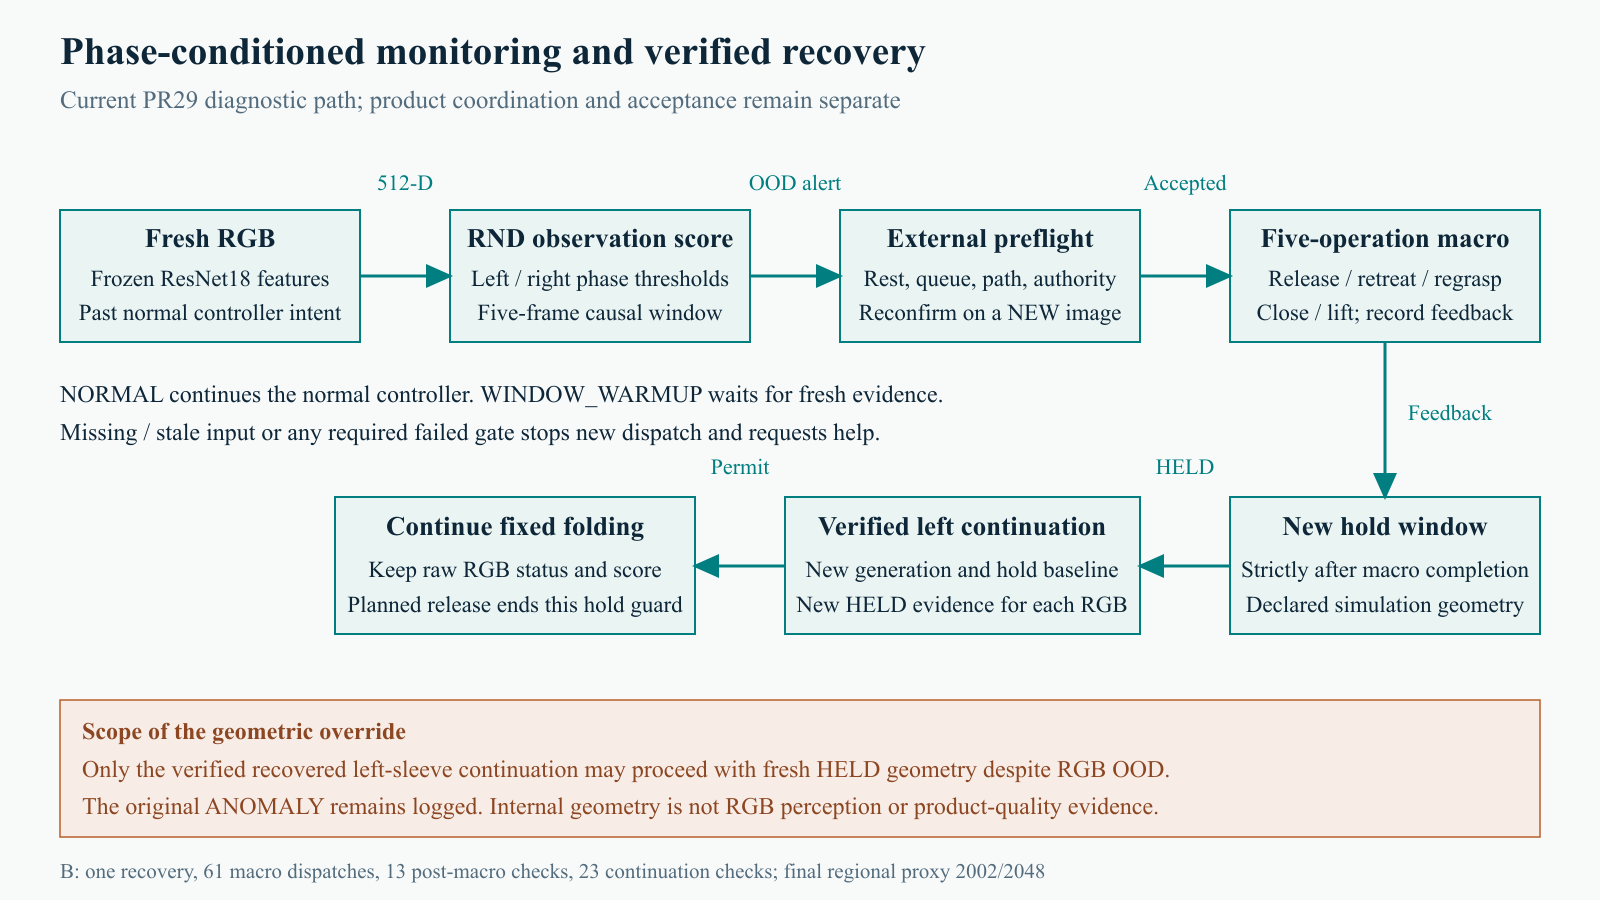 Phase-conditioned monitoring and verified recovery
Current PR29 diagnostic path; product coordination and acceptance remain separate
512-D
OOD alert
Accepted
Fresh RGB
Frozen ResNet18 features
Past normal controller intent
RND observation score
Left / right phase thresholds
Five-frame causal window
External preflight
Rest, queue, path, authority
Reconfirm on a NEW image
Five-operation macro
Release / retreat / regrasp
Close / lift; record feedback
NORMAL continues the normal controller. WINDOW_WARMUP waits for fresh evidence.
Missing / stale input or any required failed gate stops new dispatch and requests help.
Feedback
Permit
HELD
Continue fixed folding
Keep raw RGB status and score
Planned release ends this hold guard
Verified left continuation
New generation and hold baseline
New HELD evidence for each RGB
New hold window
Strictly after macro completion
Declared simulation geometry
Scope of the geometric override
Only the verified recovered left-sleeve continuation may proceed with fresh HELD geometry despite RGB OOD.
The original ANOMALY remains logged. Internal geometry is not RGB perception or product-quality evidence.
B: one recovery, 61 macro dispatches, 13 post-macro checks, 23 continuation checks; final regional proxy 2002/2048